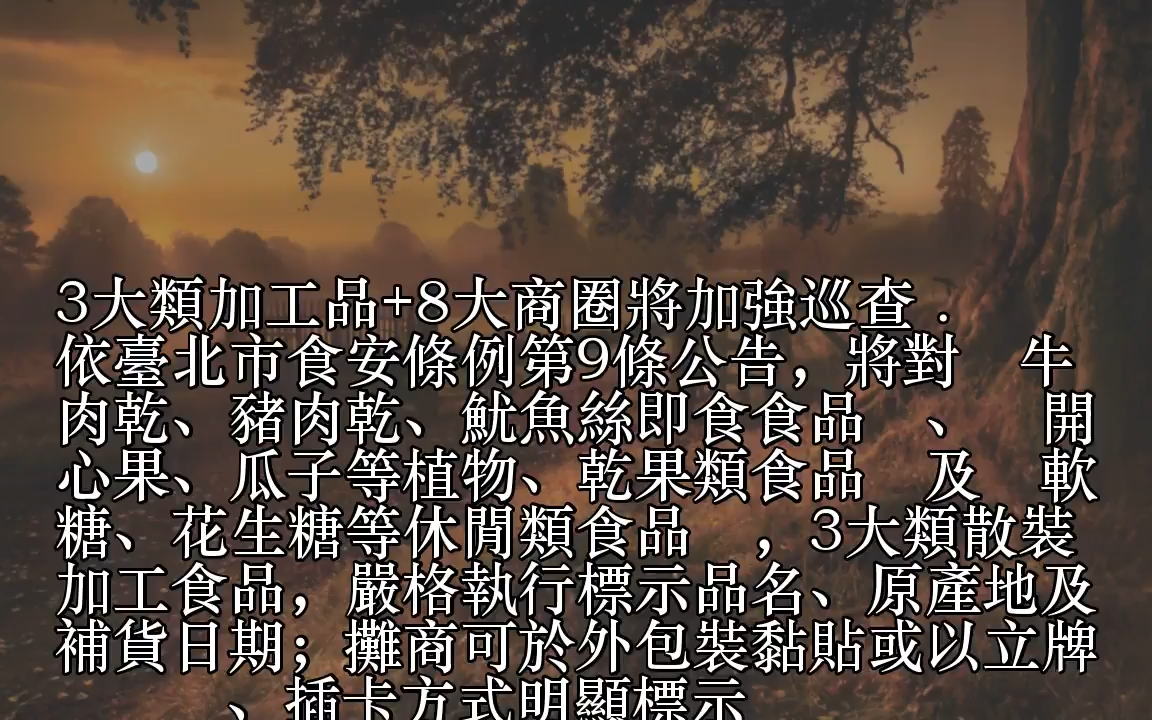 3大類加工品+8大商圈將加強巡查．
依臺北市食安條例第9條公告，將對　牛
肉乾、豬肉乾、魷魚絲即食食品　、　開
心果、瓜子等植物、乾果類食品　及　軟
糖、花生糖等休閒類食品　，3大類散裝
加工食品，嚴格執行標示品名、原產地及
補貨日期；攤商可於外包裝黏貼或以立牌
、插卡方式明顯標示